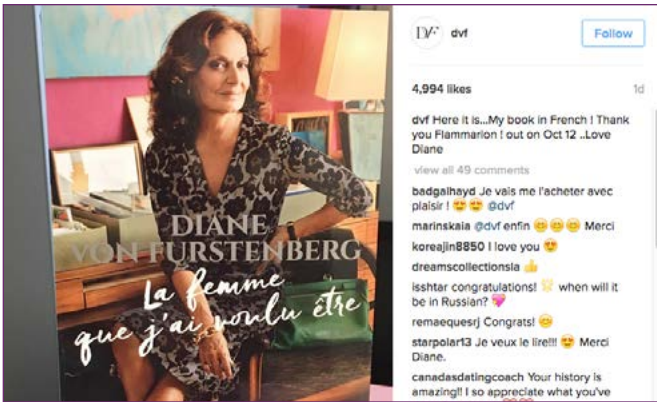 DIANE
VON FURSTENBERG
La femme
que j'ai voulu être
DVF dvf
Follow
4,994 likes 1d
dvf Here it is...My book in French ! Thank
you Flammarion ! out on Oct 12 ..Love
Diane
view all 49 comments
badgalhayd Je vais me l'acheter avec
plaisir ! 😍 😍 @dvf
marinskaia @dvf enfin 😊 😊 😊 Merci
koreajin8850 I love you 😍
dreamscollectionsla 👍
isshtar congratulations! 🌟 when will it
be in Russian? 💘
remaequesrj Congrats! 😊
starpolar13 Je veux le lire!!! 😍 Merci
Diane.
canadasdatingcoach Your history is
amazing!! I so appreciate what you've